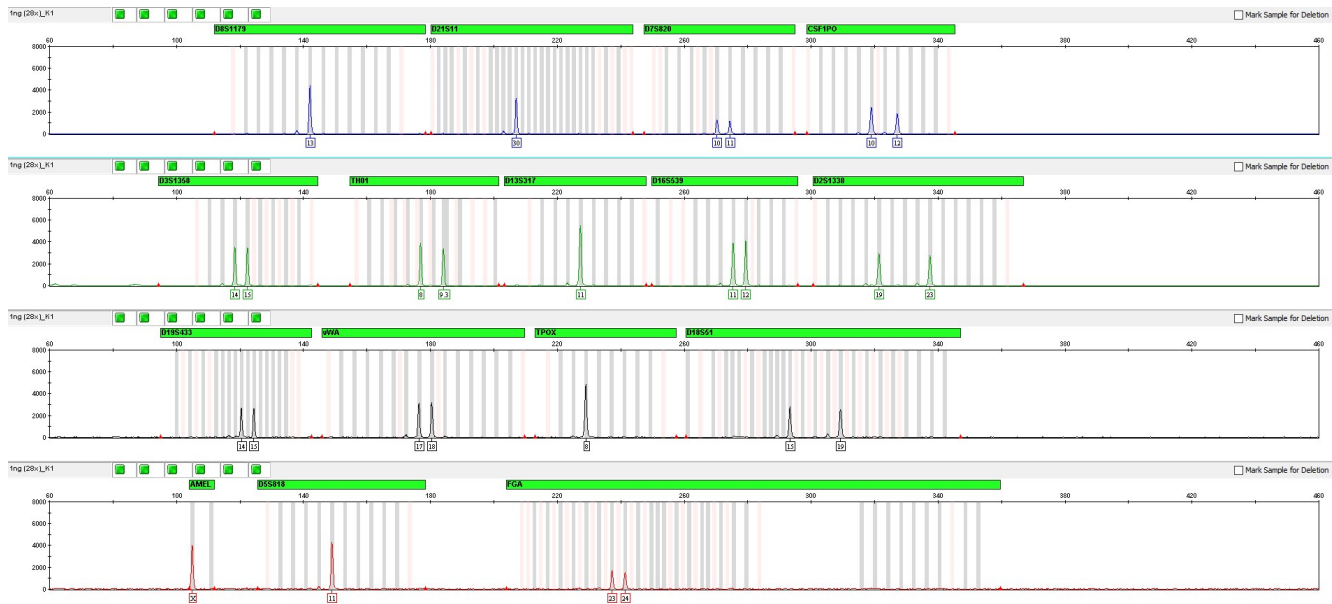 1ng (28x)_K1 Mark Sample for Deletion
60 100 140 180 220 260 300 340 380 420 460
D8S1179 D21S11 D7S820 CSF1PO
8000
6000
4000
2000
0
13 30 10 11 10 12
1ng (28x)_K1 Mark Sample for Deletion
D3S1358 TH01 D13S317 D16S539 D2S1338
60 100 140 180 220 260 300 340 380 420 460
8000
6000
4000
2000
0
14 15 8 9.3 11 11 12 19 23
1ng (28x)_K1 Mark Sample for Deletion
D19S433 vWA TPOX D18S51
60 100 140 180 220 260 300 340 380 420 460
8000
6000
4000
2000
0
14 15 17 18 8 15 19
1ng (28x)_K1 Mark Sample for Deletion
AMEL D5S818 FGA
60 100 140 180 220 260 300 340 380 420 460
8000
6000
4000
2000
0
11 23 24